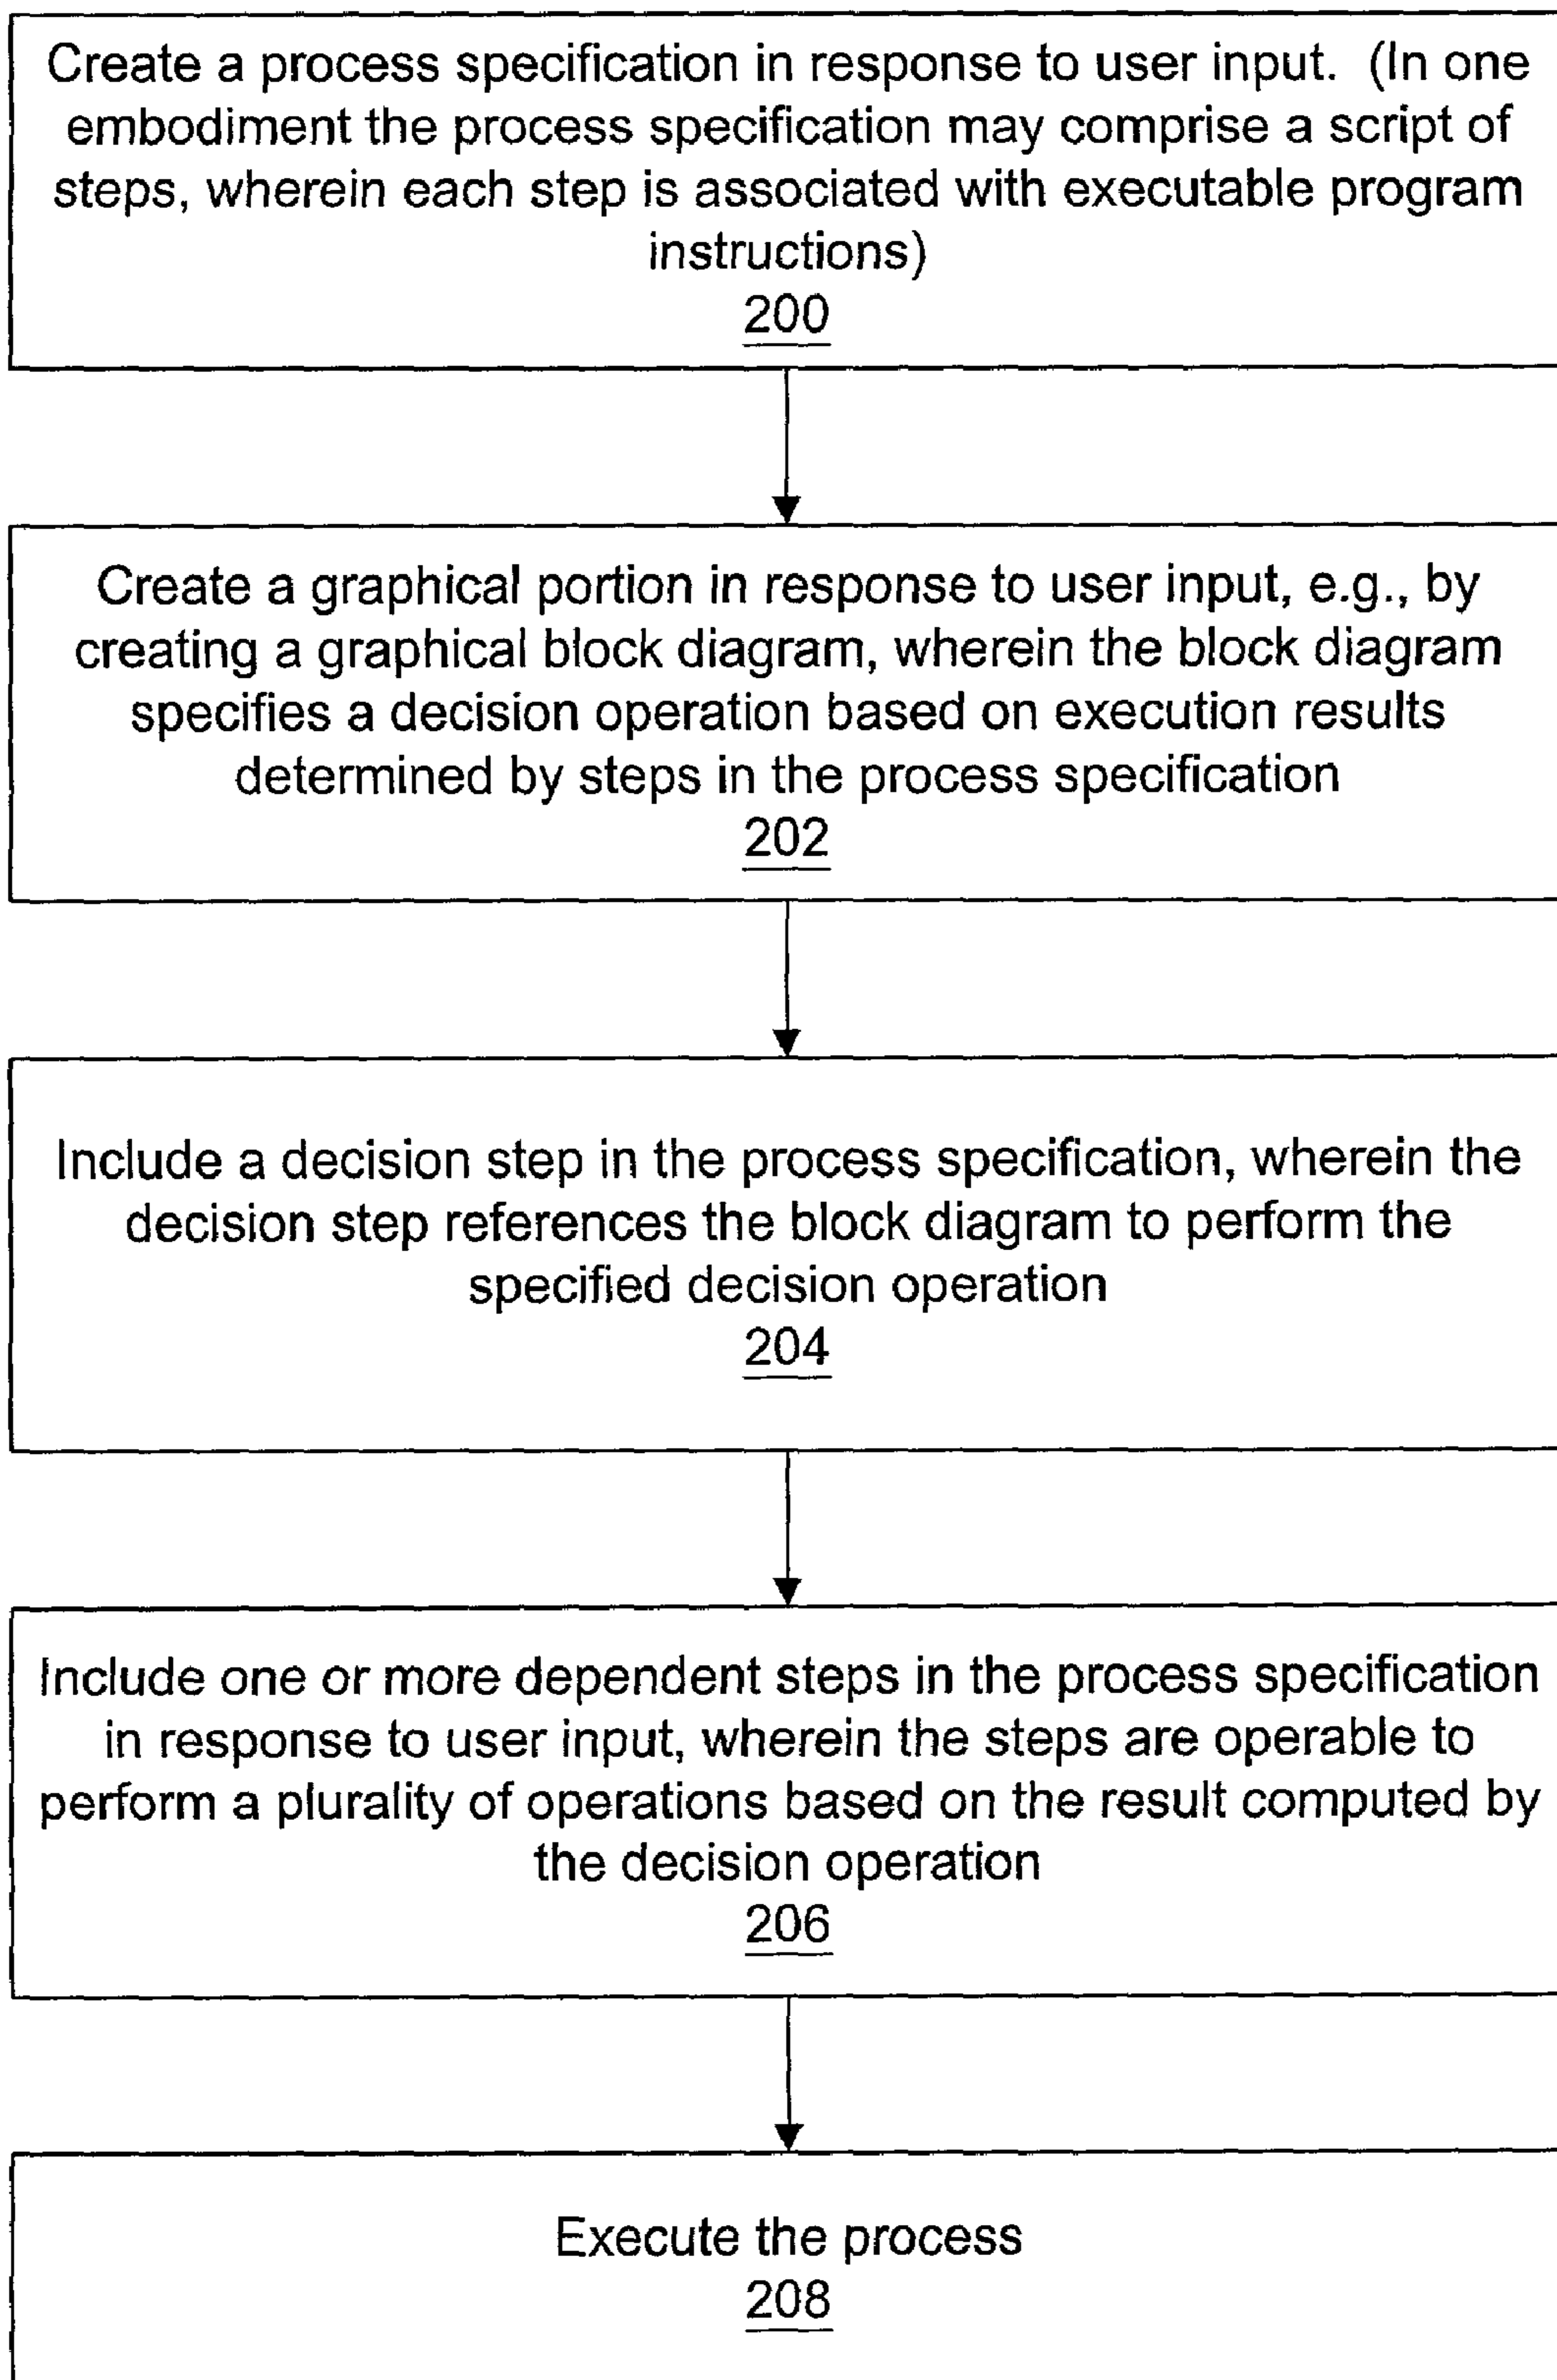 Create a process specification in response to user input.  (In one
embodiment the process specification may comprise a script of
steps, wherein each step is associated with executable program
instructions)
200
Create a graphical portion in response to user input, e.g., by
creating a graphical block diagram, wherein the block diagram
specifies a decision operation based on execution results
determined by steps in the process specification
202
Include a decision step in the process specification, wherein the
decision step references the block diagram to perform the
specified decision operation
204
Include one or more dependent steps in the process specification
in response to user input, wherein the steps are operable to
perform a plurality of operations based on the result computed by
the decision operation
206
Execute the process
208